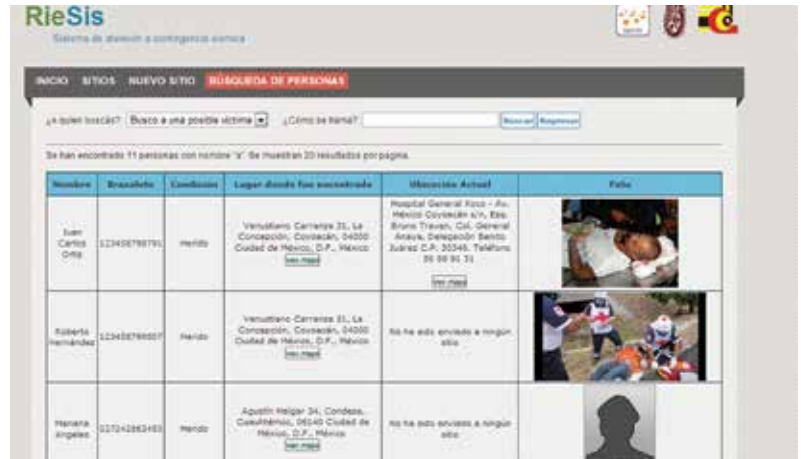 RieSis
Sistema de atención a contingencia sísmica
INICIO SITIOS NUEVO SITIO BÚSQUEDA DE PERSONAS
¿A quien buscás? Busco a una posible víctima ¿Cómo se llama? Buscar Regresar
Se han encontrado 11 personas con nombre "a". Se muestran 20 resultados por pagina.
Nombre Brazalete Condición Lugar donde fue encontrado Ubicación Actual Foto
Juan
Carlos
Ortiz
Herido
Venustiano Carranza 31, La
Concepción, Coyoacán, 04000
Ciudad de México, D.F., México
Ver mapa
Hospital General Xoco - Av.
México Coyoacán s/n, Esq.
Bruno Traven, Col. General
Anaya, Delegación Benito
Juárez C.P. Teléfono
Ver mapa
Roberto
Hernández
Herido
Venustiano Carranza 31, La
Concepción, Coyoacán, 04000
Ciudad de México, D.F., México
Ver mapa
No ha sido enviado a ningún
sitio
Mariana
Angeles
Herido
Agustín Melgar 34, Condesa,
Cuauhtémoc, 06140 Ciudad de
México, D.F., México
Ver mapa
No ha sido enviado a ningún
sitio